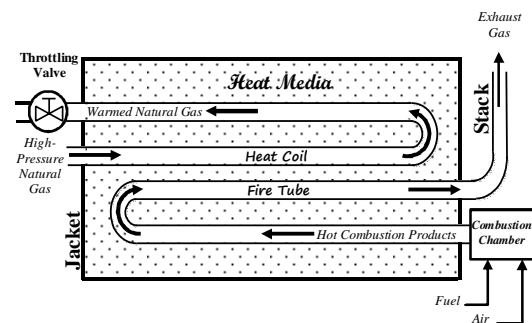 Exhaust
Gas
Throttling
Valve
Heat Media
Stack
Warmed Natural Gas
High-
Pressure
Natural
Gas
Heat Coil
Fire Tube
Jacket
Hot Combustion Products
Combustion
Chamber
Fuel
Air